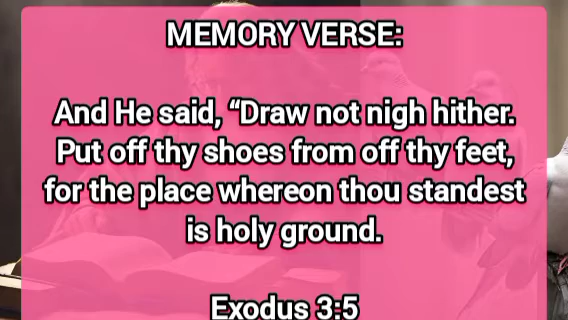 MEMORY VERSE:
And He said, “Draw not nigh hither.
Put off thy shoes from off thy feet,
for the place whereon thou standest
is holy ground.
Exodus 3:5